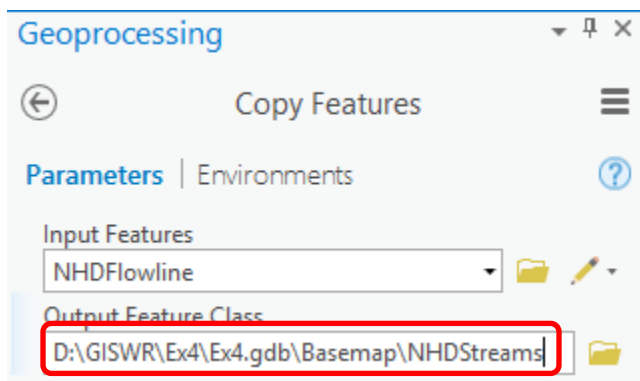 Geoprocessing
Copy Features
Parameters | Environments
Input Features
NHDFlowline
Output Feature Class
D:\GISWR\Ex4\Ex4.gdb\Basemap\NHDStreams